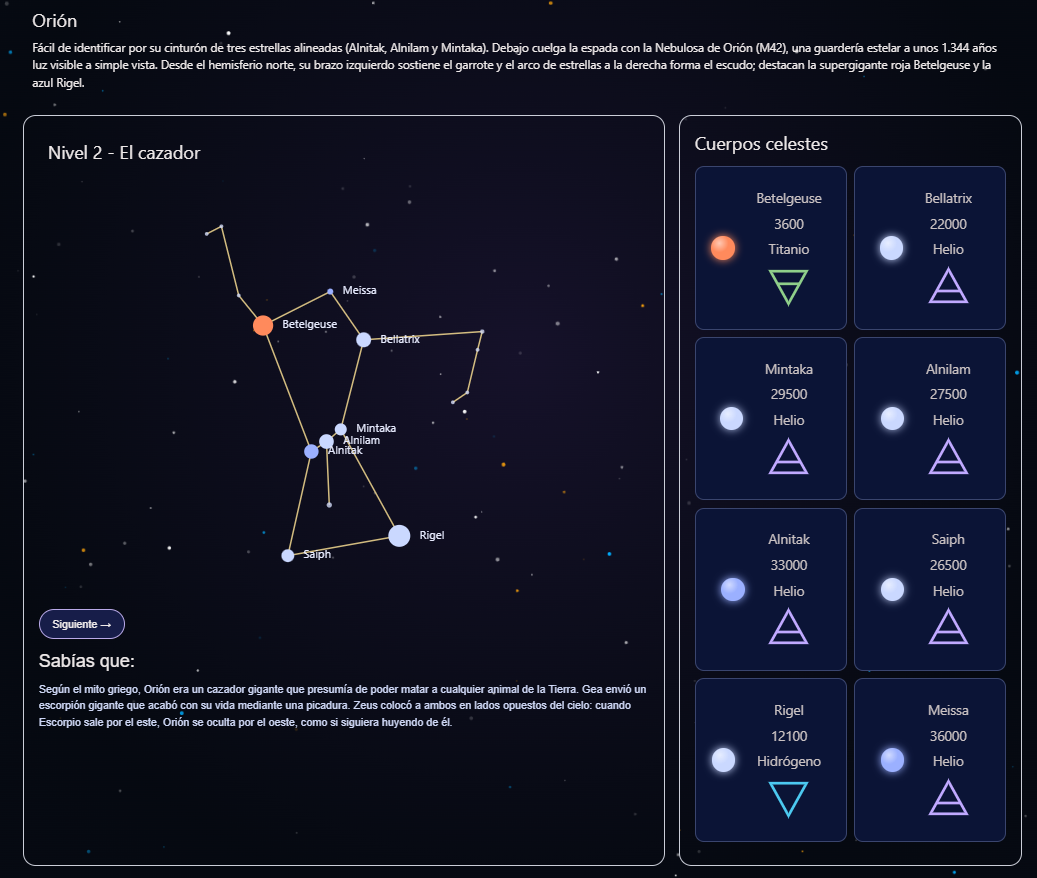 Orión
Fácil de identificar por su cinturón de tres estrellas alineadas (Alnitak, Alnilam y Mintaka). Debajo cuelga la espada con la Nebulosa de Orión (M42), una guardería estelar a unos 1.344 años
luz visible a simple vista. Desde el hemisferio norte, su brazo izquierdo sostiene el garrote y el arco de estrellas a la derecha forma el escudo; destacan la supergigante roja Betelgeuse y la
azul Rigel.
Nivel 2 - El cazador
Meissa
Betelgeuse
Bellatrix
Mintaka
Alnilam
Alnitak
Rigel
Saiph
Siguiente →
Sabías que:
Según el mito griego, Orión era un cazador gigante que presumía de poder matar a cualquier animal de la Tierra. Gea envió un
escorpión gigante que acabó con su vida mediante una picadura. Zeus colocó a ambos en lados opuestos del cielo: cuando
Escorpio sale por el este, Orión se oculta por el oeste, como si siguiera huyendo de él.
Cuerpos celestes
Betelgeuse
3600
Titanio
Bellatrix
22000
Helio
Mintaka
29500
Helio
Alnilam
27500
Helio
Alnitak
33000
Helio
Saiph
26500
Helio
Rigel
12100
Hidrógeno
Meissa
36000
Helio